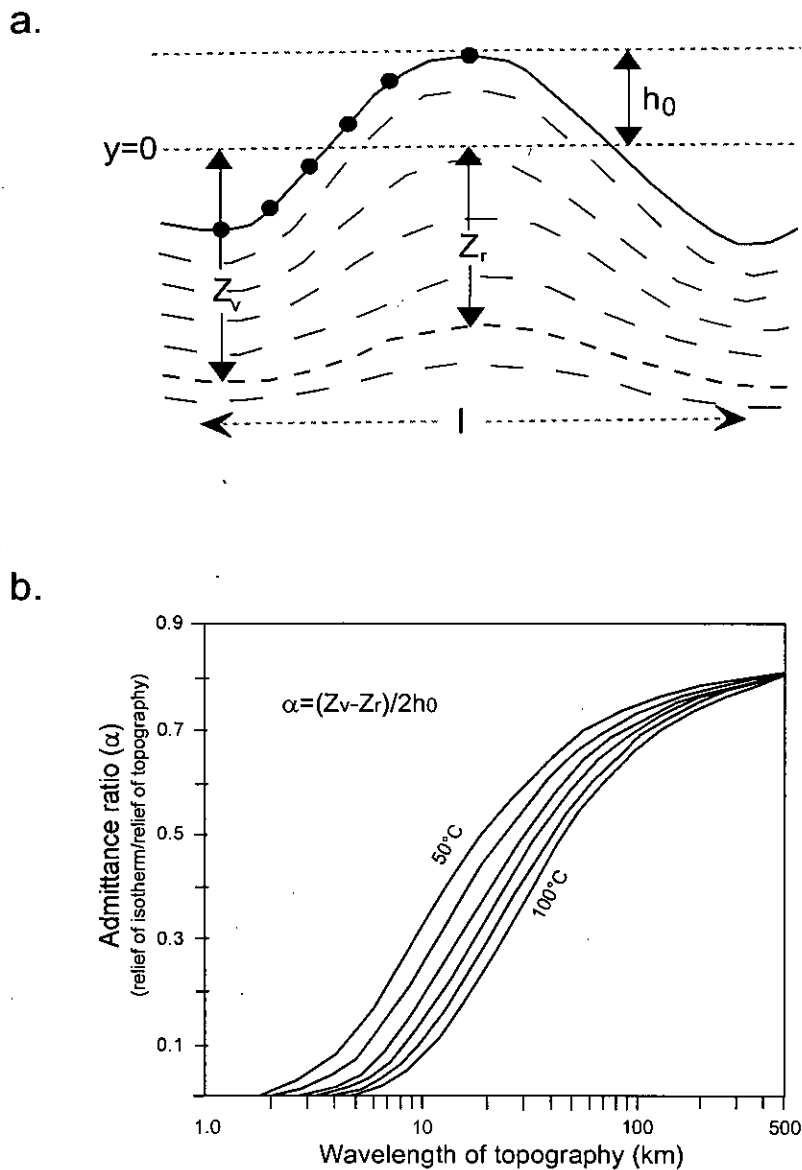 a.
h0
y=0
Zr
Zv
l
b.
0.9
α=(Zv-Zr)/2h0
0.7
50°C
0.5
100°C
0.3
0.1
Admittance ratio (α)
(relief of isotherm/relief of topography)
1.0 10 100 500
Wavelength of topography (km)